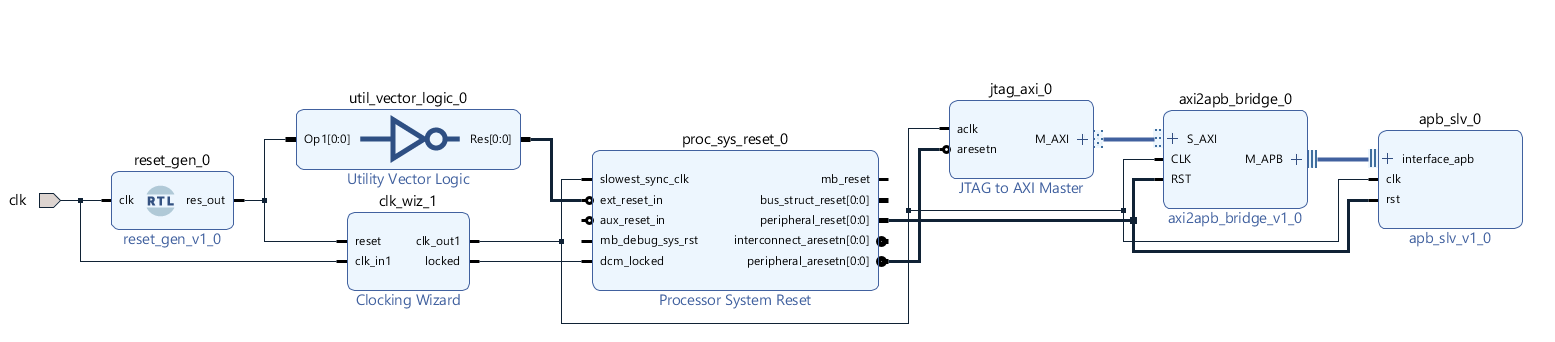 clk
reset_gen_0
clk
RTL
res_out
reset_gen_v1_0
util_vector_logic_0
Op1[0:0]
Res[0:0]
Utility Vector Logic
clk_wiz_1
reset
clk_out1
clk_in1
locked
Clocking Wizard
proc_sys_reset_0
slowest_sync_clk
mb_reset
ext_reset_in
bus_struct_reset[0:0]
aux_reset_in
peripheral_reset[0:0]
mb_debug_sys_rst
interconnect_aresetn[0:0]
dcm_locked
peripheral_aresetn[0:0]
Processor System Reset
jtag_axi_0
aclk
M_AXI
aresetn
JTAG to AXI Master
axi2apb_bridge_0
S_AXI
CLK
M_APB
RST
axi2apb_bridge_v1_0
apb_slv_0
interface_apb
clk
rst
apb_slv_v1_0